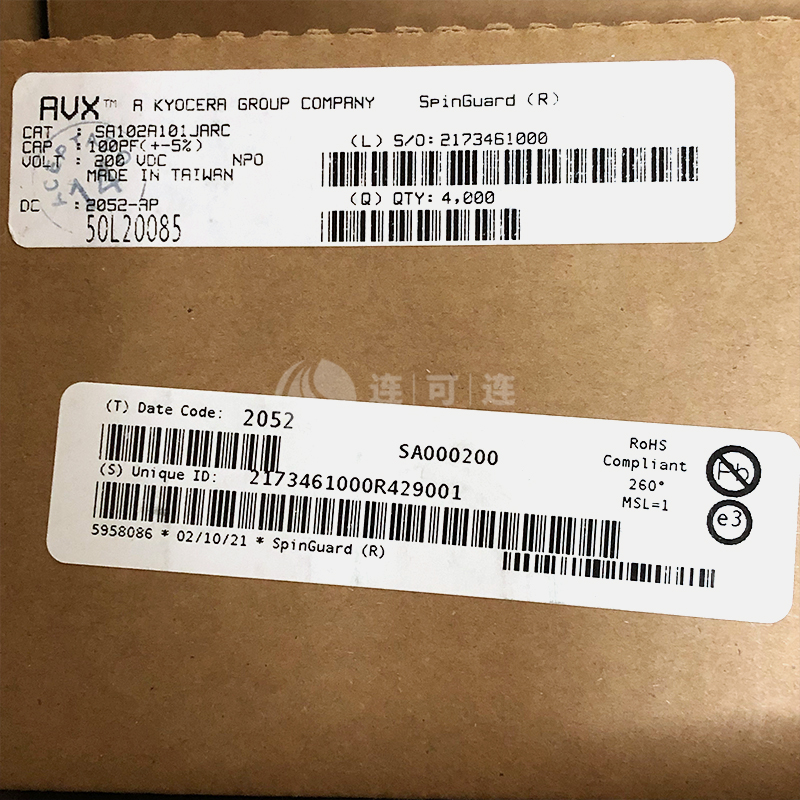 AVX™ A KYOCERA GROUP COMPANY SpinGuard (R)
CAT : SA102A101JARC
CAP : 100PF(+-5%)
VOLT : 200 VDC NPO
MADE IN TAIWAN
DC : 2052-AP
50L20085
(L) S/O: 2173461000
(Q) QTY: 4,000
连|可|连
(T) Date Code: 2052
SA000200
(S) Unique ID: 2173461000R429001
5958086 * 02/10/21 * SpinGuard (R)
RoHS
Compliant
260°
MSL=1
Pb
e3